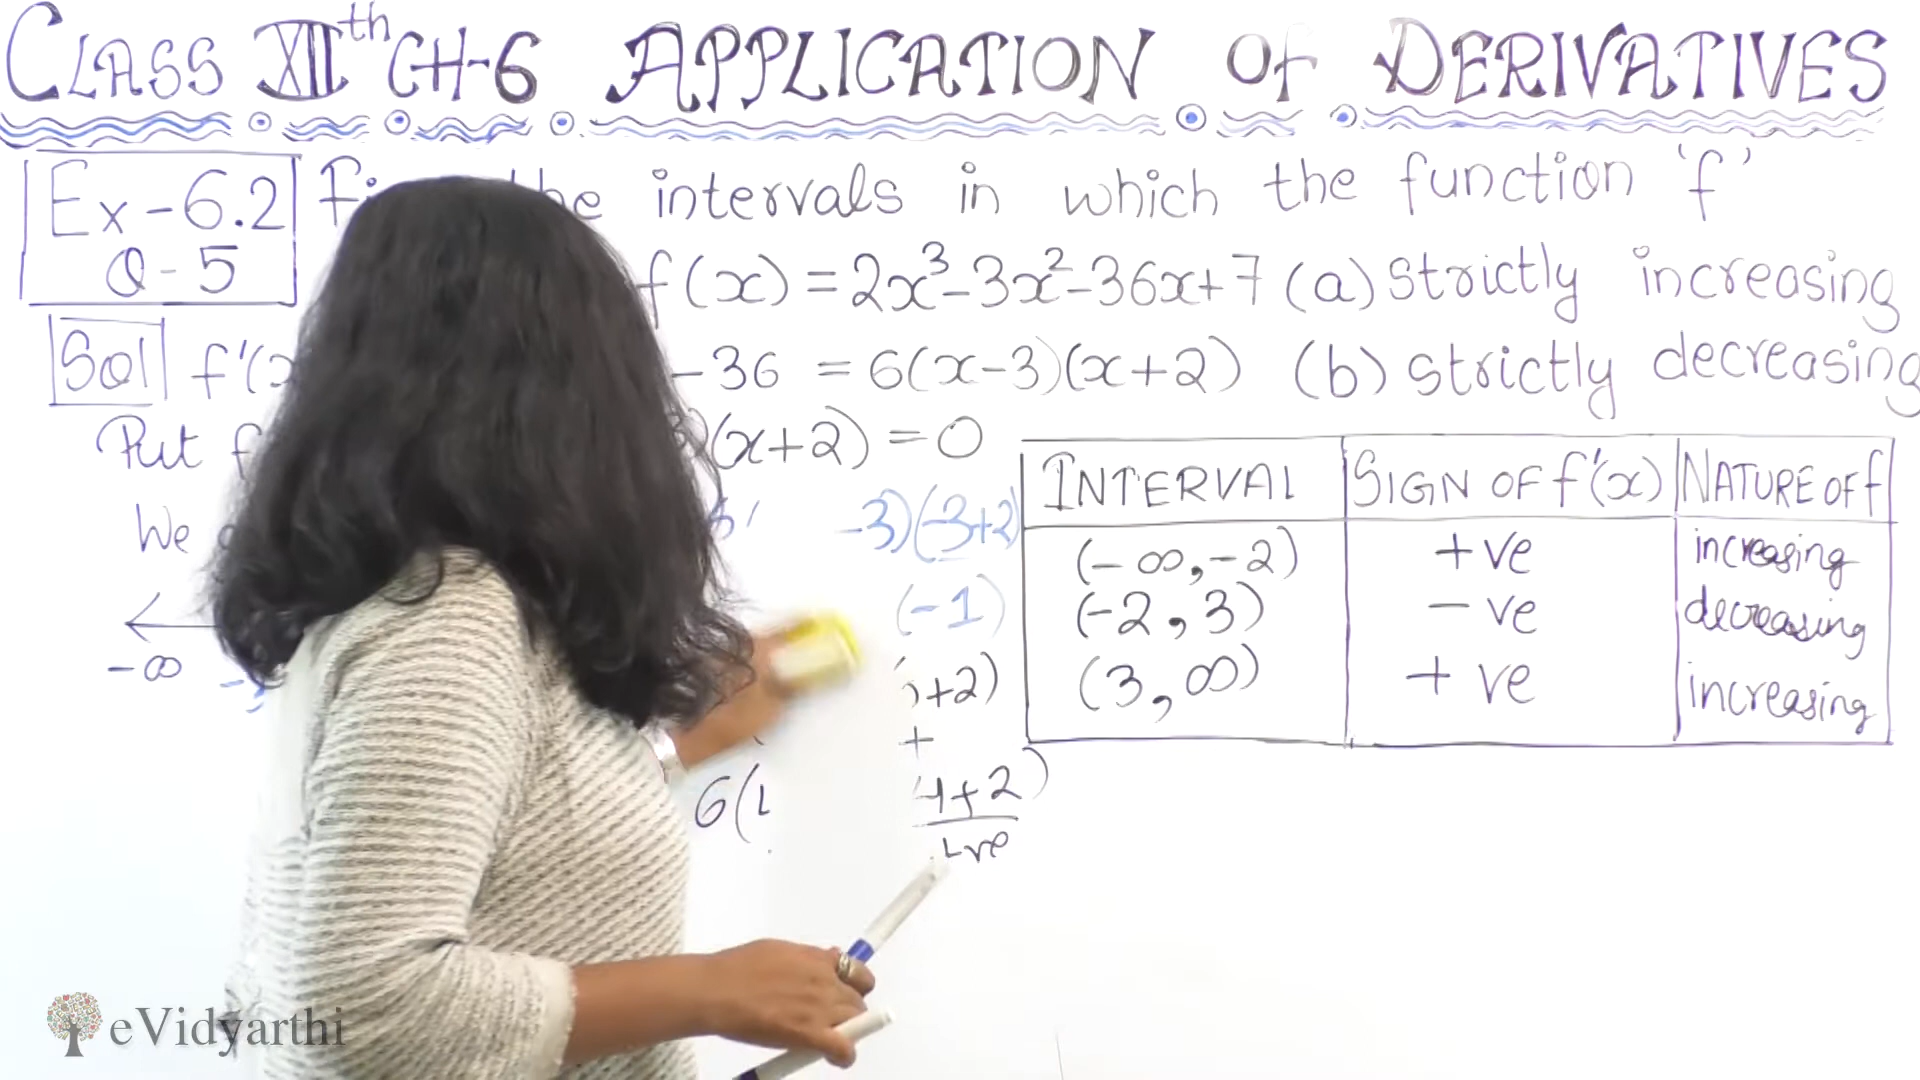 CLASS XIIth CH-6 APPLICATION Of DERIVATIVES
Ex-6.2
Q-5
the intervals in which the function 'f'
f(x) = 2x³-3x²-36x+7 (a) strictly increasing
Sol f'(x -36 = 6(x-3)(x+2) (b) strictly decreasing
Put f (x+2) = 0
We
-3)(-3+2)
(-1)
+2)
+
6(
4+2)
+ve
-∞
INTERVAL SIGN OF f'(x) NATURE OF f
(-∞,-2) +ve increasing
(-2, 3) -ve decreasing
(3, ∞) +ve increasing
eVidyarthi